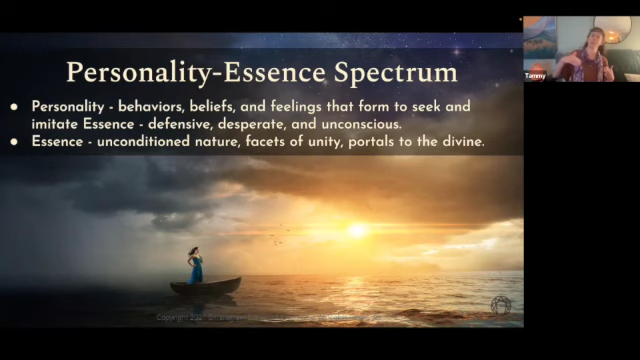 Personality-Essence Spectrum
● Personality - behaviors, beliefs, and feelings that form to seek and
imitate Essence - defensive, desperate, and unconscious.
● Essence - unconditioned nature, facets of unity, portals to the divine.
Tammy
Copyright